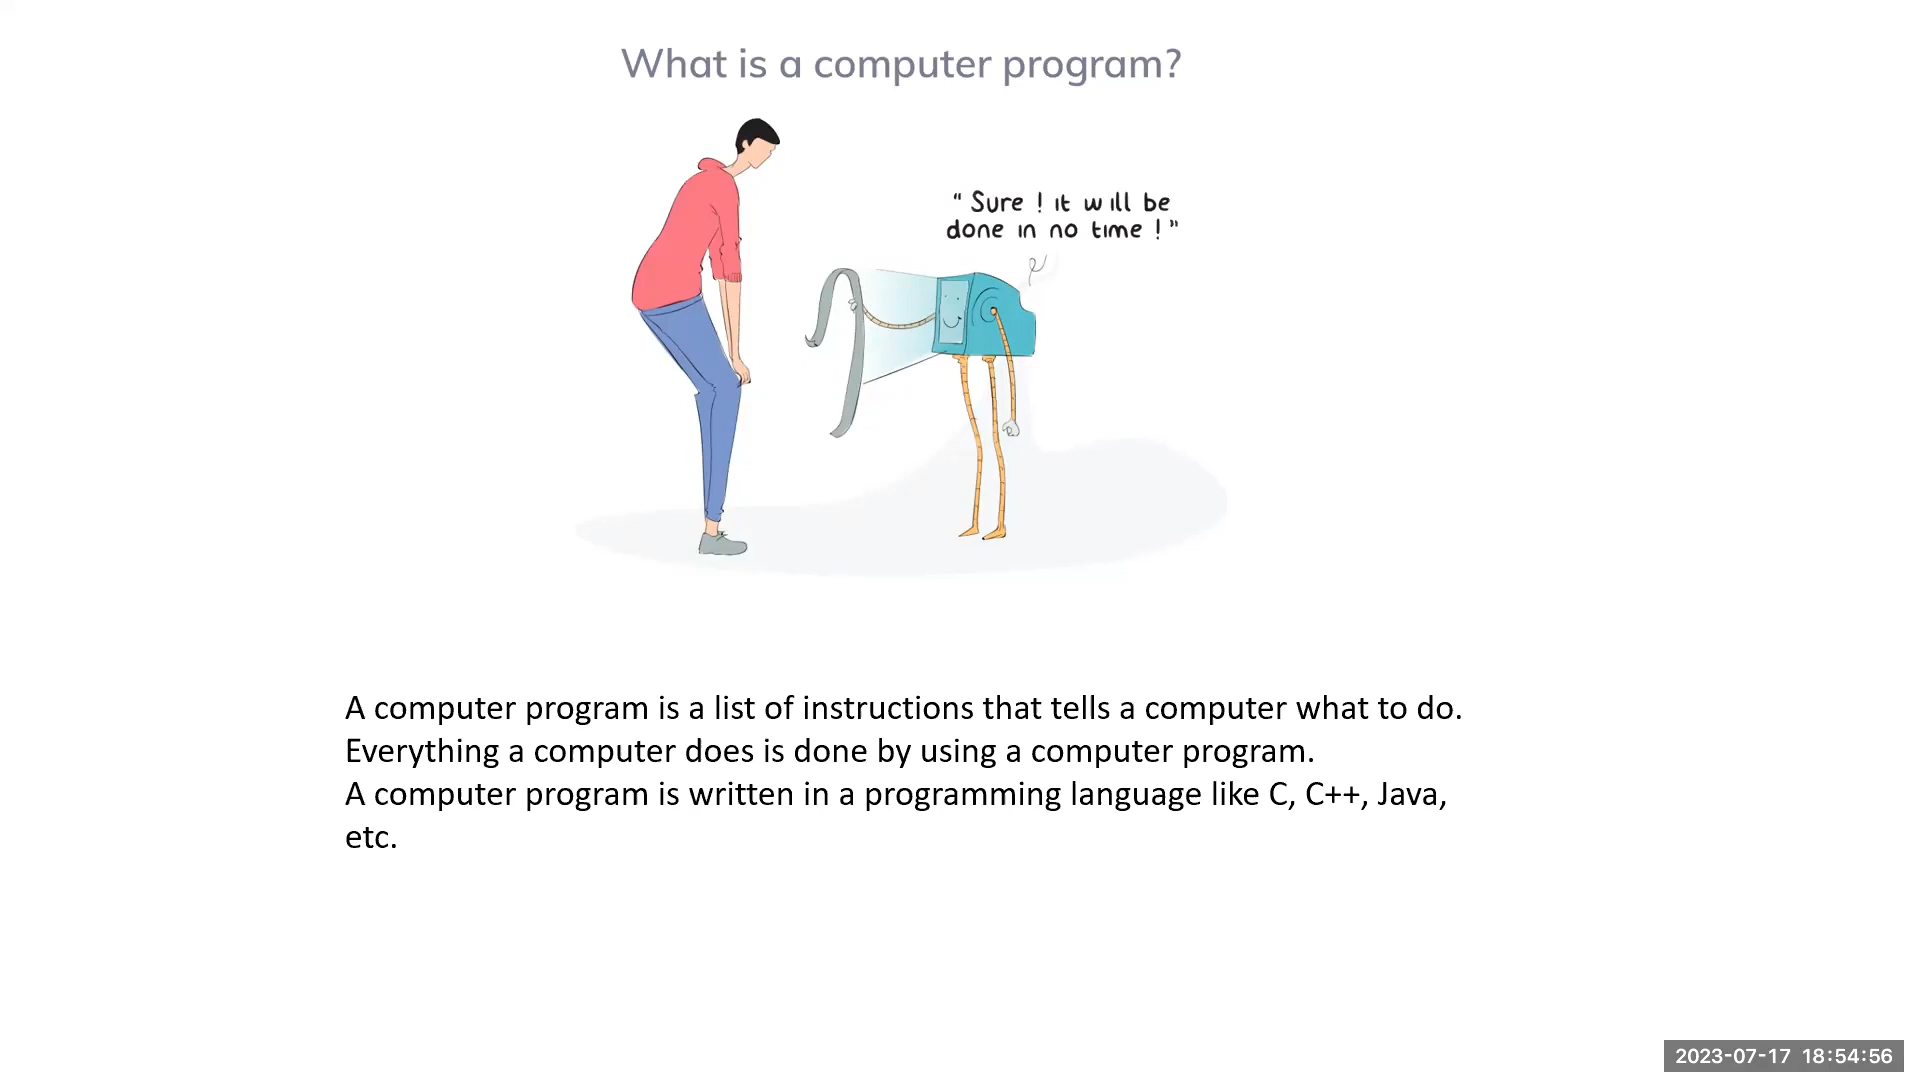 What is a computer program?
" Sure ! it will be
done in no time ! "
A computer program is a list of instructions that tells a computer what to do.
Everything a computer does is done by using a computer program.
A computer program is written in a programming language like C, C++, Java,
etc.
2023-07-17 18:54:56